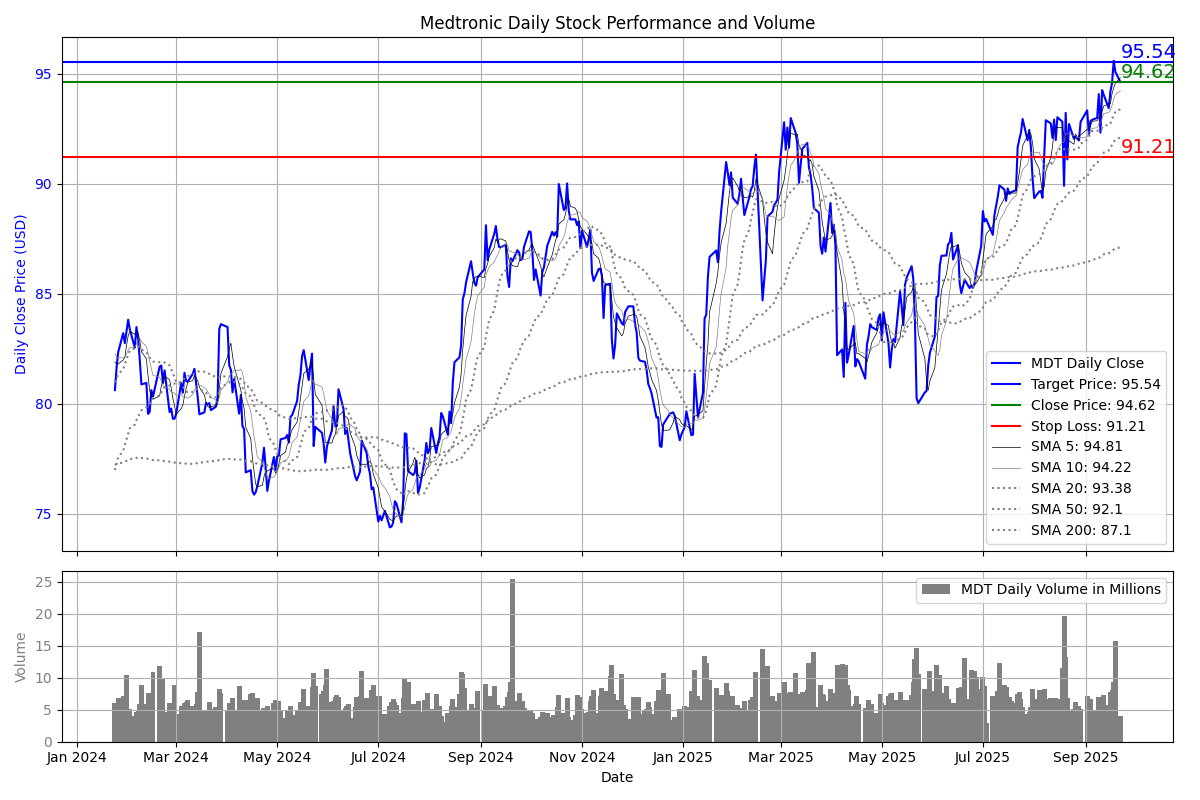 Medtronic Daily Stock Performance and Volume
95.54
94.62
91.21
95
90
85
80
75
Daily Close Price (USD)
MDT Daily Close
Target Price: 95.54
Close Price: 94.62
Stop Loss: 91.21
SMA 5: 94.81
SMA 10: 94.22
SMA 20: 93.38
SMA 50: 92.1
SMA 200: 87.1
25
20
15
10
5
0
Volume
MDT Daily Volume in Millions
Jan 2024 Mar 2024 May 2024 Jul 2024 Sep 2024 Nov 2024 Jan 2025 Mar 2025 May 2025 Jul 2025 Sep 2025
Date